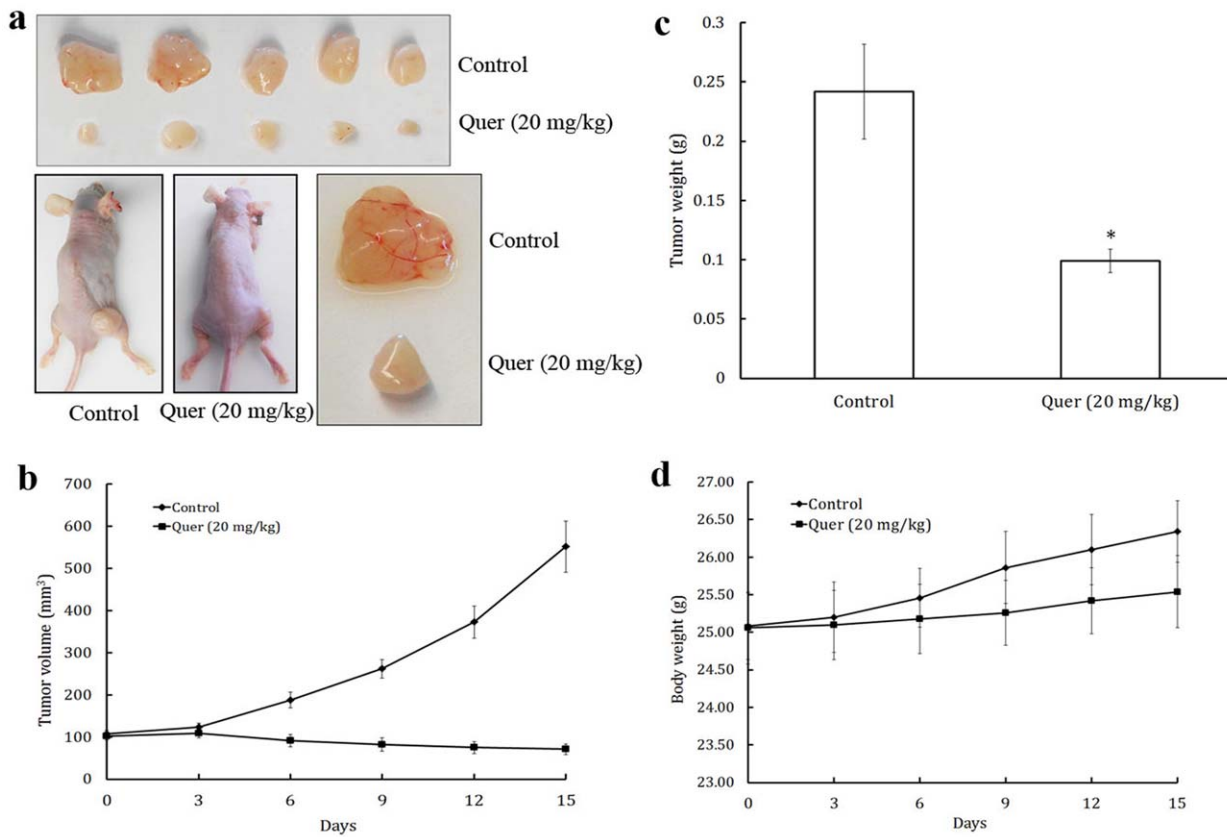 a
Control
Quer (20 mg/kg)
Control
Quer (20 mg/kg)
Control
Quer (20 mg/kg)
c
0.3
0.25
0.2
0.15
0.1
0.05
0
Tumor weight (g)
*
Control
Quer (20 mg/kg)
b
700
600
500
400
300
200
100
0
Tumor volume (mm³)
Control
Quer (20 mg/kg)
0 3 6 9 12 15
Days
d
27.00
26.50
26.00
25.50
25.00
24.50
24.00
23.50
23.00
Body weight (g)
Control
Quer (20 mg/kg)
0 3 6 9 12 15
Days